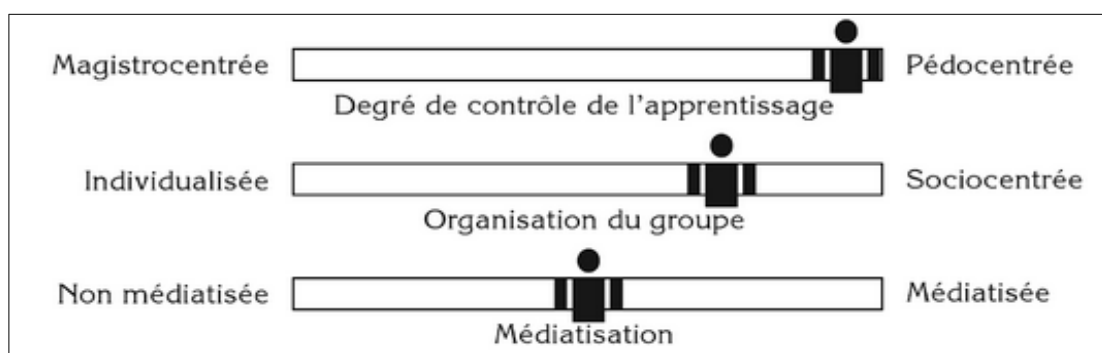 Magistrocentrée Pédocentrée
Degré de contrôle de l'apprentissage
Individualisée Sociocentrée
Organisation du groupe
Non médiatisée Médiatisée
Médiatisation